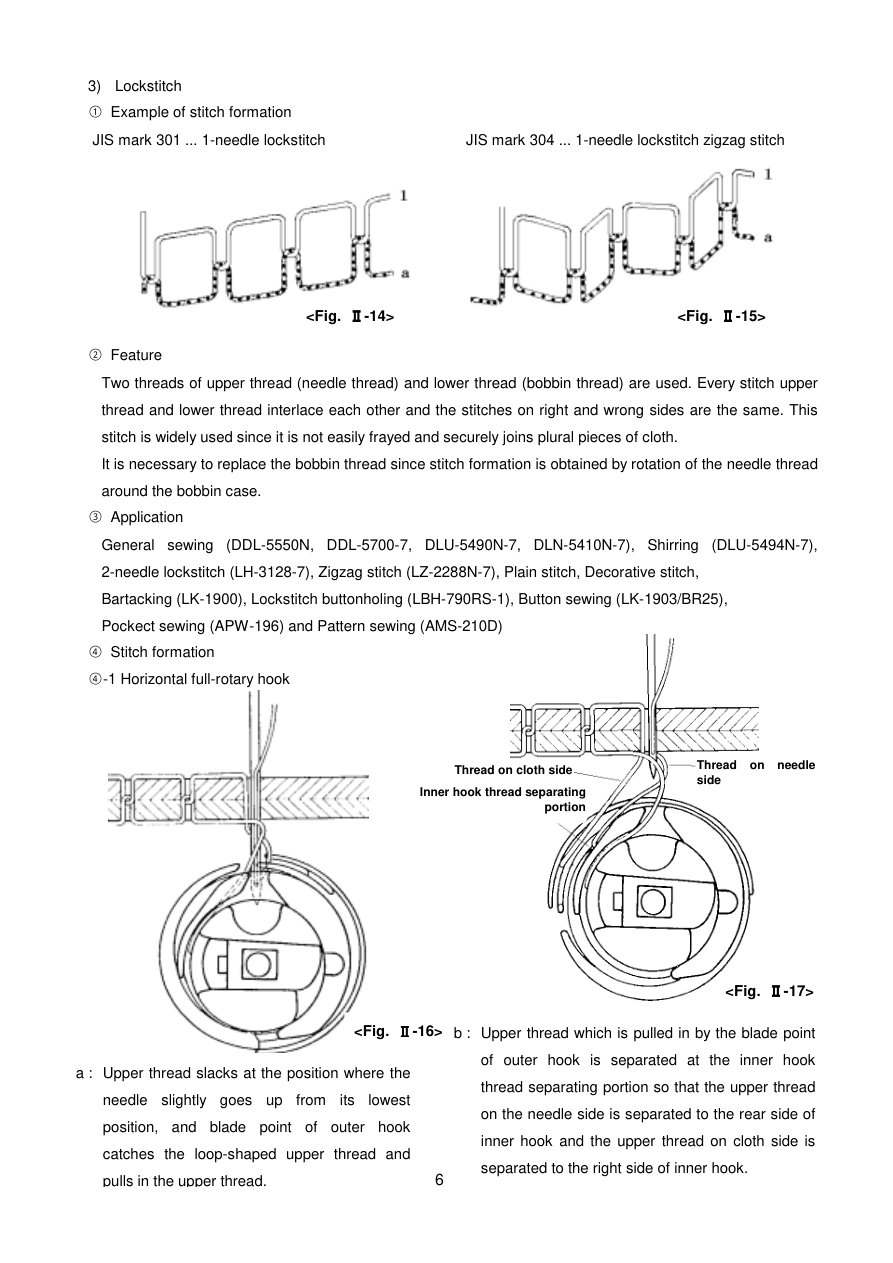 3) Lockstitch
① Example of stitch formation
JIS mark 301 ... 1-needle lockstitch
JIS mark 304 ... 1-needle lockstitch zigzag stitch
1
a
<Fig. Ⅱ-14>
1
a
<Fig. Ⅱ-15>
② Feature
Two threads of upper thread (needle thread) and lower thread (bobbin thread) are used. Every stitch upper
thread and lower thread interlace each other and the stitches on right and wrong sides are the same. This
stitch is widely used since it is not easily frayed and securely joins plural pieces of cloth.
It is necessary to replace the bobbin thread since stitch formation is obtained by rotation of the needle thread
around the bobbin case.
③ Application
General sewing (DDL-5550N, DDL-5700-7, DLU-5490N-7, DLN-5410N-7), Shirring (DLU-5494N-7),
2-needle lockstitch (LH-3128-7), Zigzag stitch (LZ-2288N-7), Plain stitch, Decorative stitch,
Bartacking (LK-1900), Lockstitch buttonholing (LBH-790RS-1), Button sewing (LK-1903/BR25),
Pockect sewing (APW-196) and Pattern sewing (AMS-210D)
④ Stitch formation
④-1 Horizontal full-rotary hook
Thread on cloth side
Thread on needle
side
Inner hook thread separating
portion
<Fig. Ⅱ-17>
<Fig. Ⅱ-16>
a : Upper thread slacks at the position where the
needle slightly goes up from its lowest
position, and blade point of outer hook
catches the loop-shaped upper thread and
pulls in the upper thread.
b : Upper thread which is pulled in by the blade point
of outer hook is separated at the inner hook
thread separating portion so that the upper thread
on the needle side is separated to the rear side of
inner hook and the upper thread on cloth side is
separated to the right side of inner hook.
6